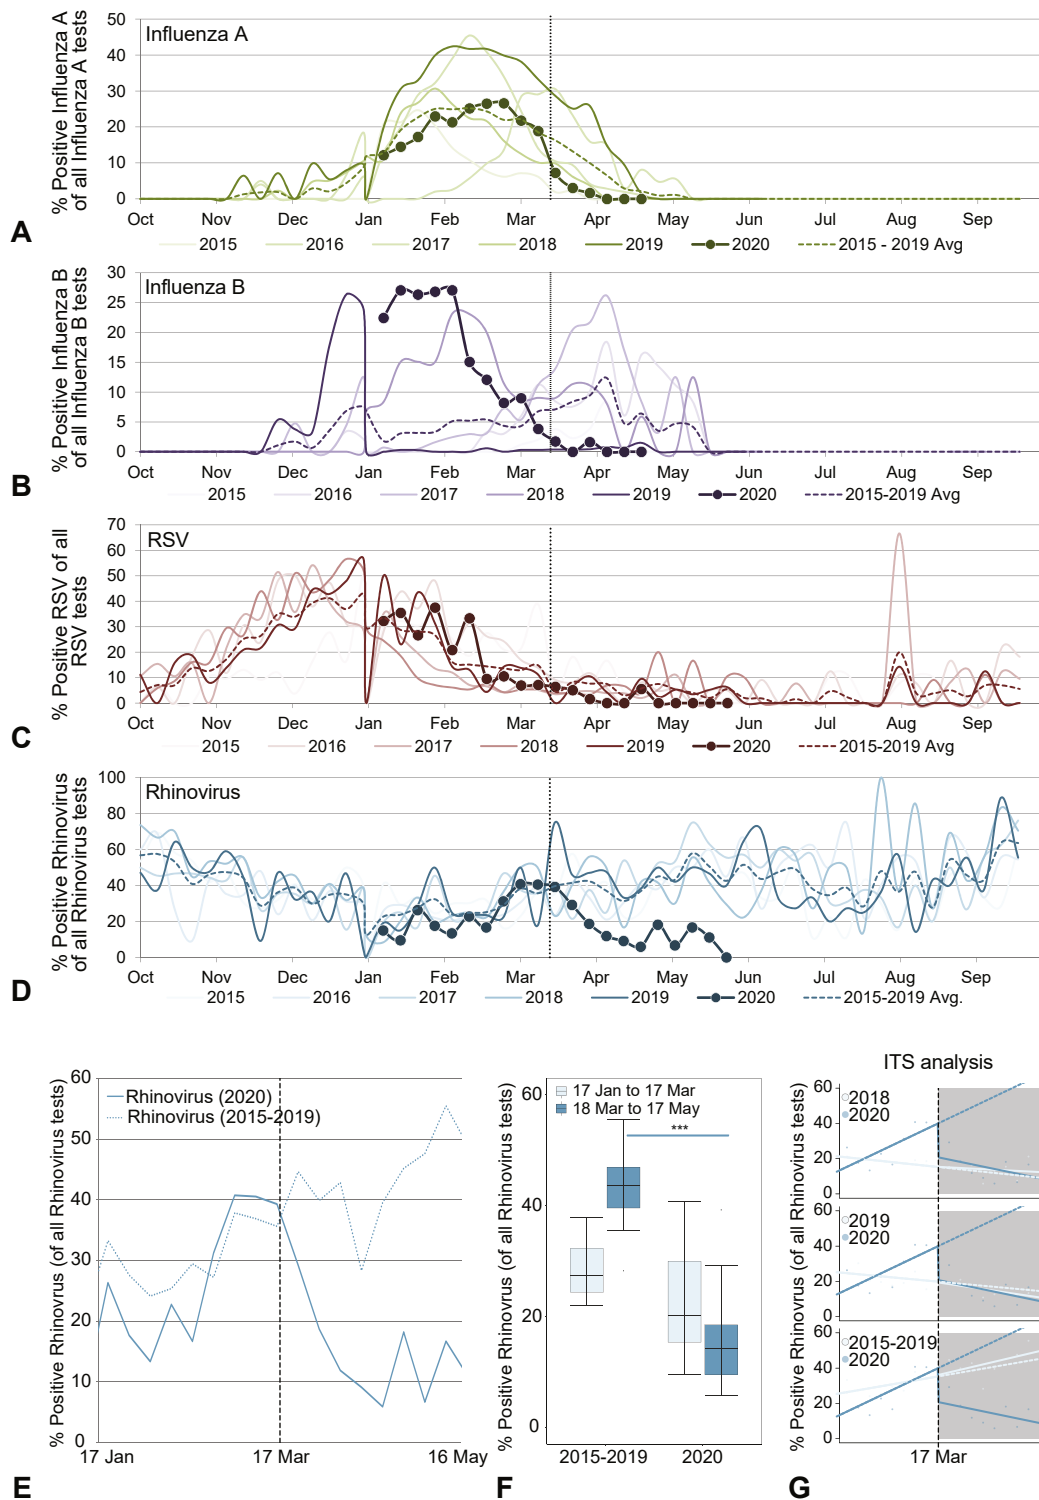 % Positive Influenza A
of all Influenza A tests
50
40
30
20
10
0
Influenza A
Oct Nov Dec Jan Feb Mar Apr May Jun Jul Aug Sep
A
2015 2016 2017 2018 2019 2020 2015 - 2019 Avg
% Positive Influenza B
of all Influenza B tests
30
25
20
15
10
5
0
Influenza B
Oct Nov Dec Jan Feb Mar Apr May Jun Jul Aug Sep
B
2015 2016 2017 2018 2019 2020 2015-2019 Avg
% Positive RSV of all
RSV tests
70
60
50
40
30
20
10
0
RSV
Oct Nov Dec Jan Feb Mar Apr May Jun Jul Aug Sep
C
2015 2016 2017 2018 2019 2020 2015-2019 Avg
% Positive Rhinovirus
of all Rhinovirus tests
100
80
60
40
20
0
Rhinovirus
Oct Nov Dec Jan Feb Mar Apr May Jun Jul Aug Sep
D
2015 2016 2017 2018 2019 2020 2015-2019 Avg.
% Positive Rhinovrus (of all Rhinovirus tests)
60
50
40
30
20
10
0
Rhinovirus (2020)
Rhinovirus (2015-2019)
17 Jan 17 Mar 16 May
E
% Positive Rhinovrus (of all Rhinovirus tests)
60
40
20
0
17 Jan to 17 Mar
18 Mar to 17 May
***
2015-2019 2020
F
ITS analysis
% Positive Rhinovirus (of all Rhinovirus tests)
60
40
20
0
2018
2020
60
40
20
0
2019
2020
60
40
20
0
2015-2019
2020
17 Mar
G